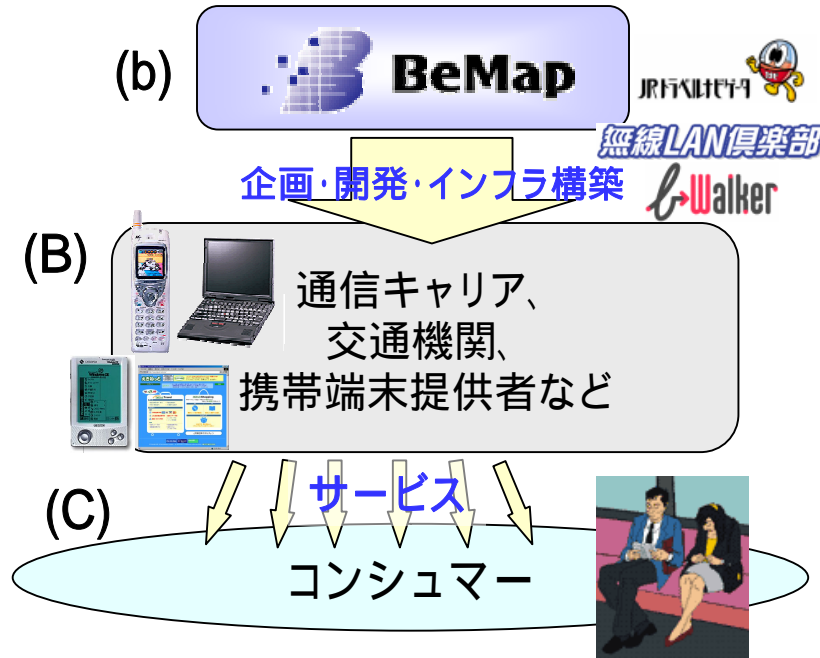 (b)
BeMap
JRトラベルナビゲータ
無線LAN倶楽部
企画・開発・インフラ構築
b-Walker
(B)
通信キャリア、
交通機関、
携帯端末提供者など
サービス
(C)
コンシュマー